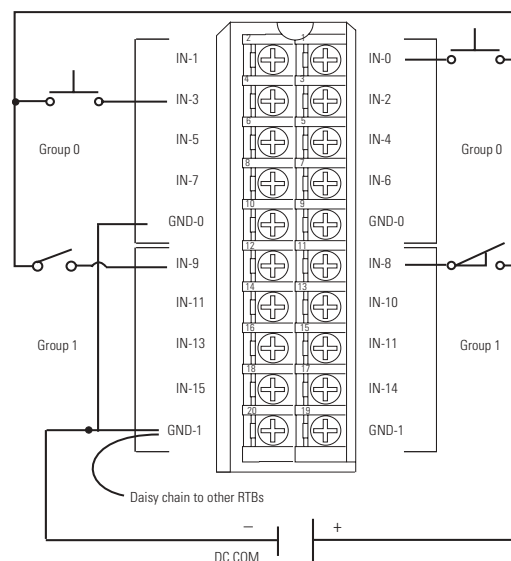 2 1
IN-1 IN-0
4 3
IN-3 IN-2
6 5
IN-5 IN-4
Group 0 Group 0
8 7
IN-7 IN-6
10 9
GND-0 GND-0
12 11
IN-9 IN-8
14 13
IN-11 IN-10
16 15
IN-13 IN-11
Group 1 Group 1
18 17
IN-15 IN-14
20 19
GND-1 GND-1
Daisy chain to other RTBs
– +
DC COM